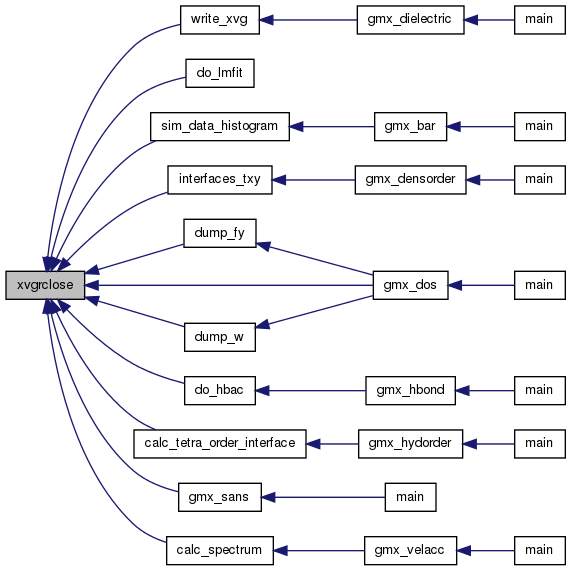 write_xvg
gmx_dielectric
main
do_lmfit
sim_data_histogram
gmx_bar
main
interfaces_txy
gmx_densorder
main
dump_fy
xvgrclose
gmx_dos
main
dump_w
do_hbac
gmx_hbond
main
calc_tetra_order_interface
gmx_hydorder
main
gmx_sans
main
calc_spectrum
gmx_velacc
main